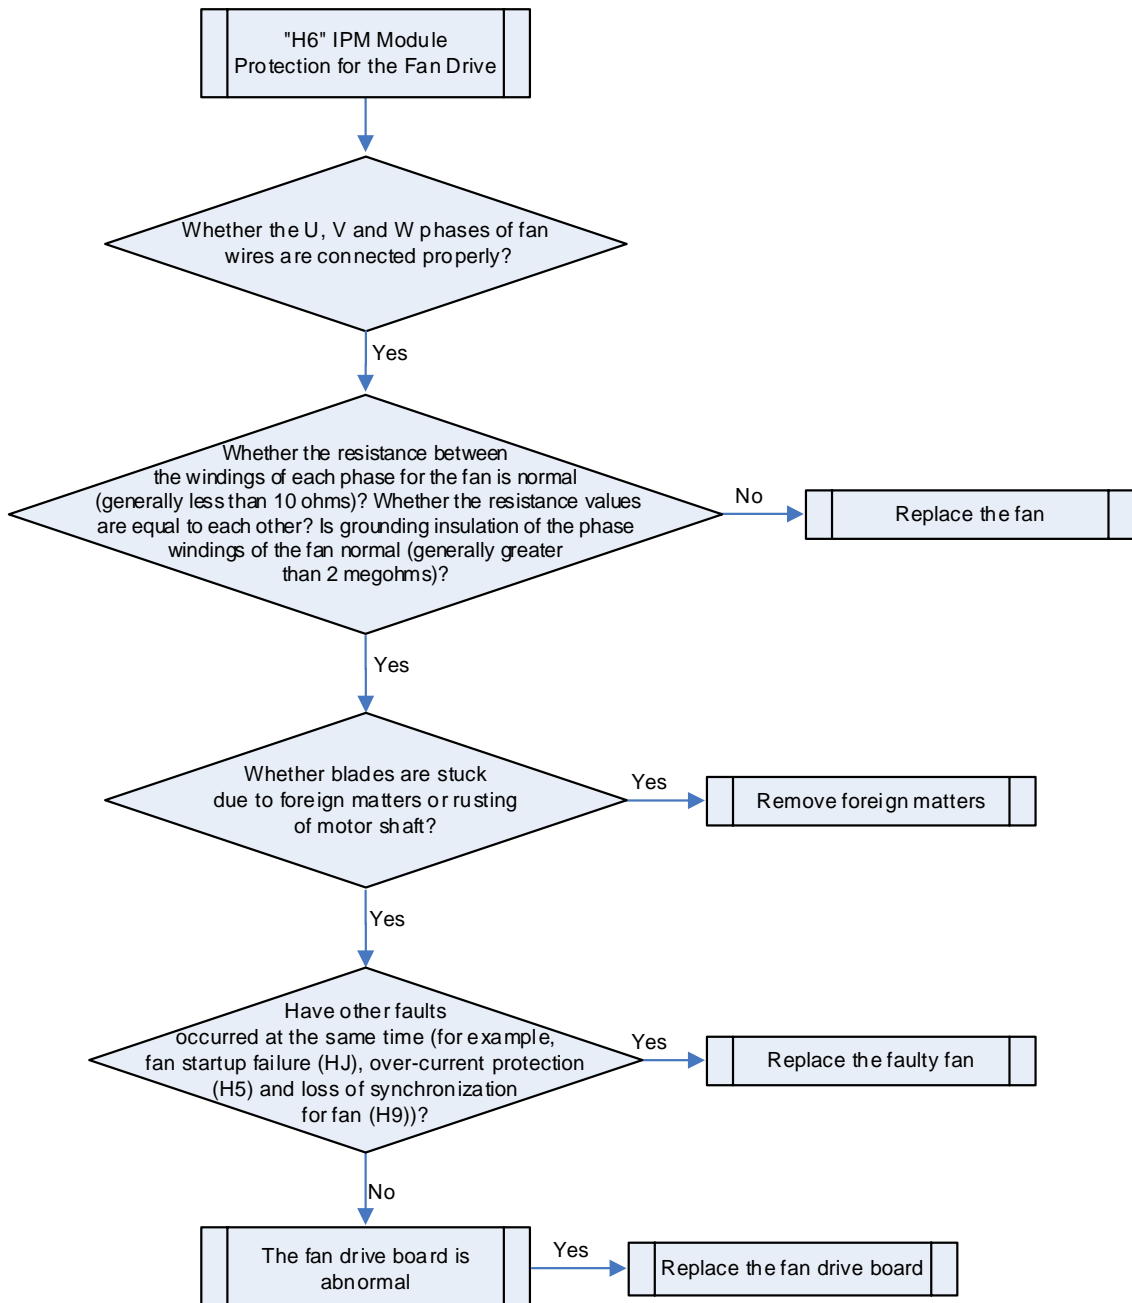 "H6" IPM Module
Protection for the Fan Drive
Whether the U, V and W phases of fan
wires are connected properly?
Yes
Whether the resistance between
the windings of each phase for the fan is normal
(generally less than 10 ohms)? Whether the resistance values
are equal to each other? Is grounding insulation of the phase
windings of the fan normal (generally greater
than 2 megohms)?
No
Replace the fan
Yes
Whether blades are stuck
due to foreign matters or rusting
of motor shaft?
Yes
Remove foreign matters
Yes
Have other faults
occurred at the same time (for example,
fan startup failure (HJ), over-current protection
(H5) and loss of synchronization
for fan (H9))?
Yes
Replace the faulty fan
No
The fan drive board is
abnormal
Yes
Replace the fan drive board